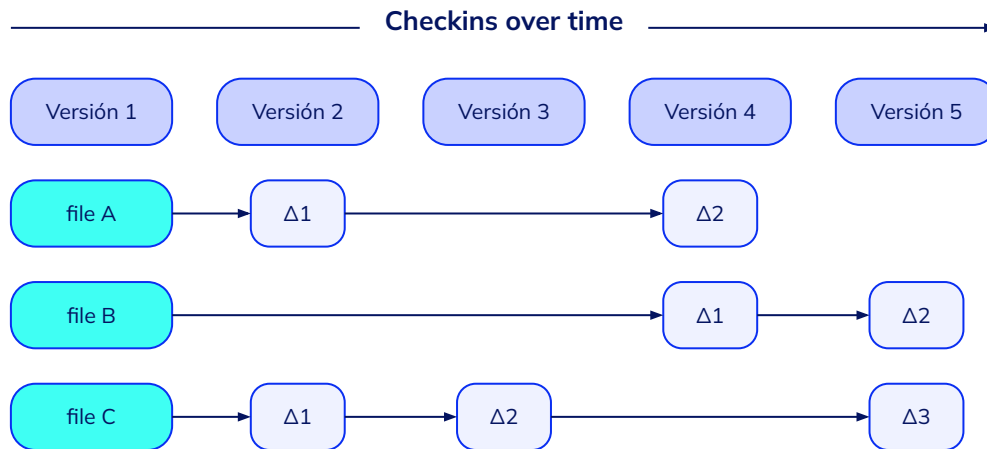 Checkins over time
Versión 1 Versión 2 Versión 3 Versión 4 Versión 5
file A Δ1 Δ2
file B Δ1 Δ2
file C Δ1 Δ2 Δ3